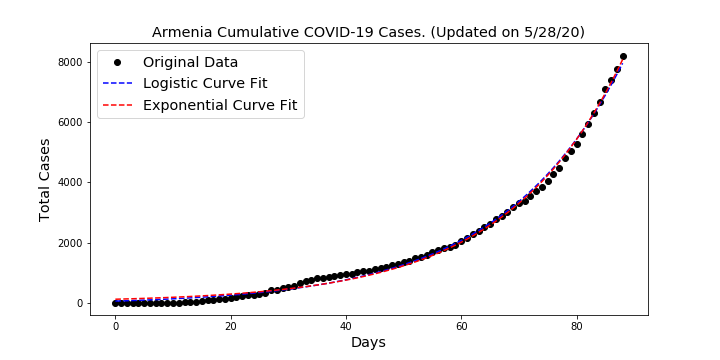 Armenia Cumulative COVID-19 Cases. (Updated on 5/28/20)
Original Data
Logistic Curve Fit
Exponential Curve Fit
Total Cases
8000
6000
4000
2000
0
0 20 40 60 80
Days